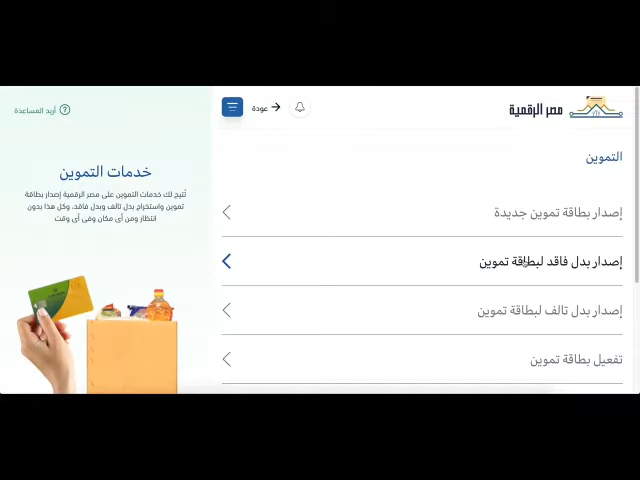 مصر الرقمية
عودة
التموين
إصدار بطاقة تموين جديدة
إصدار بدل فاقد لبطاقة تموين
إصدار بدل تالف لبطاقة تموين
تفعيل بطاقة تموين
أريد المساعدة
خدمات التموين
تُتيح لك خدمات التموين على مصر الرقمية إصدار بطاقة
تموين واستخراج بدل تالف وبدل فاقد، وكل هذا بدون
انتظار ومن أي مكان وفي أي وقت